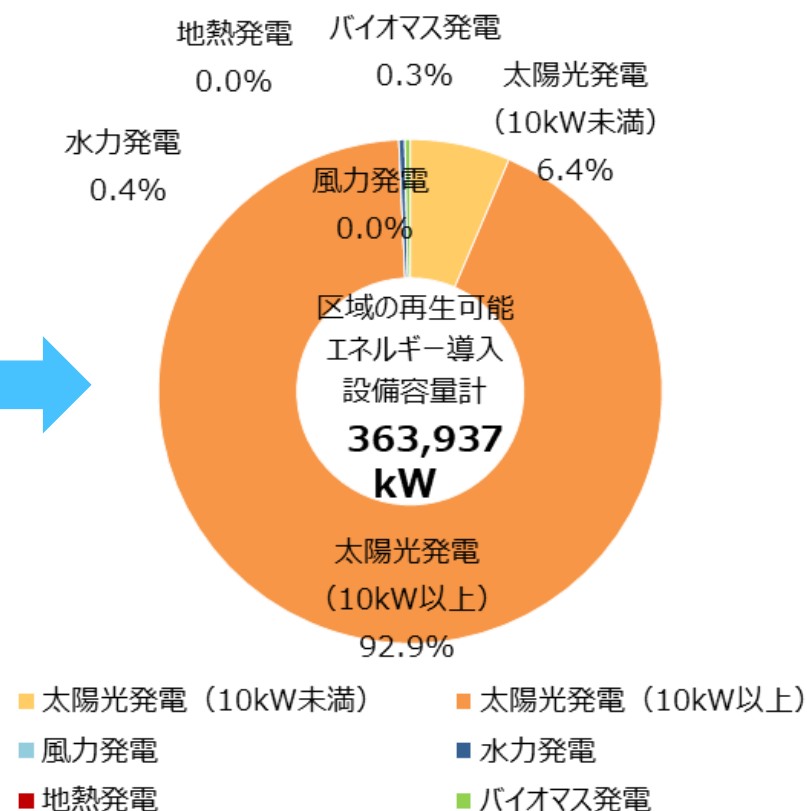 地熱発電
0.0%
バイオマス発電
0.3%
太陽光発電
（10kW未満）
6.4%
水力発電
0.4%
風力発電
0.0%
区域の再生可能
エネルギー導入
設備容量計
363,937
kW
太陽光発電
（10kW以上）
92.9%
太陽光発電（10kW未満）
太陽光発電（10kW以上）
風力発電
水力発電
地熱発電
バイオマス発電